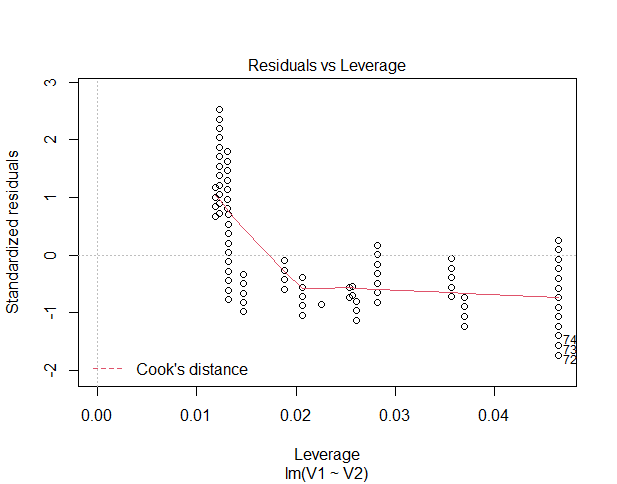 Residuals vs Leverage
Standardized residuals
3
2
1
0
-1
-2
74
73
72
Cook's distance
0.00 0.01 0.02 0.03 0.04
Leverage
lm(V1 ~ V2)